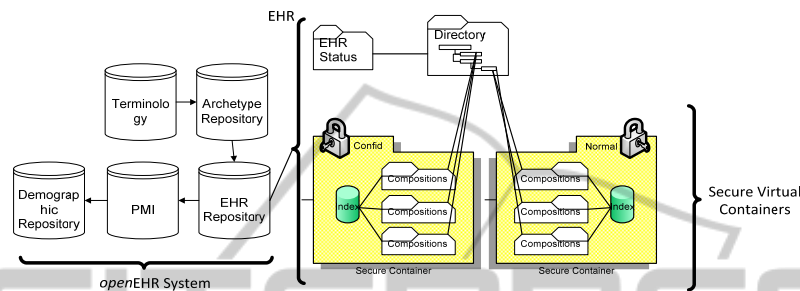 EHR
EHR
Status
Directory
Terminolo
gy
Archetype
Repository
Confid
Normal
Demograp
hic
Repository
PMI
EHR
Repository
Compositions
Compositions
Compositions
Index
Compositions
Compositions
Compositions
Index
Secure Virtual
Containers
Secure Container
Secure Container
openEHR System